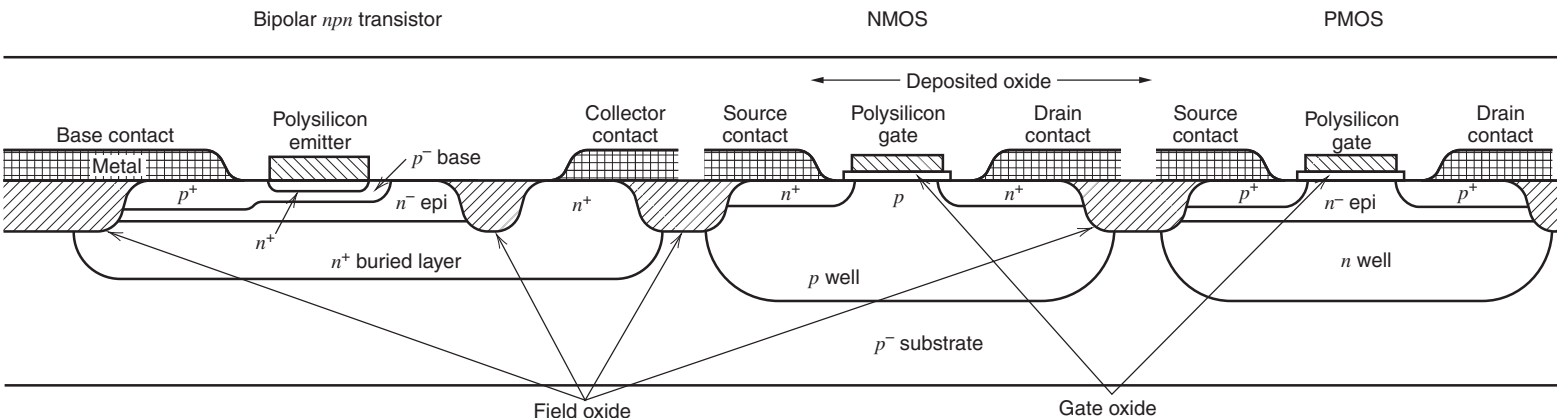 Bipolar npn transistor
NMOS
PMOS
Deposited oxide
Base contact
Polysilicon
emitter
Collector
contact
Source
contact
Polysilicon
gate
Drain
contact
Source
contact
Polysilicon
gate
Drain
contact
Metal
p⁻ base
p⁺
n⁺
n⁻ epi
n⁺
n⁺
p
n⁺
p⁺
n⁻ epi
p⁺
n⁺ buried layer
p well
n well
p⁻ substrate
Field oxide
Gate oxide